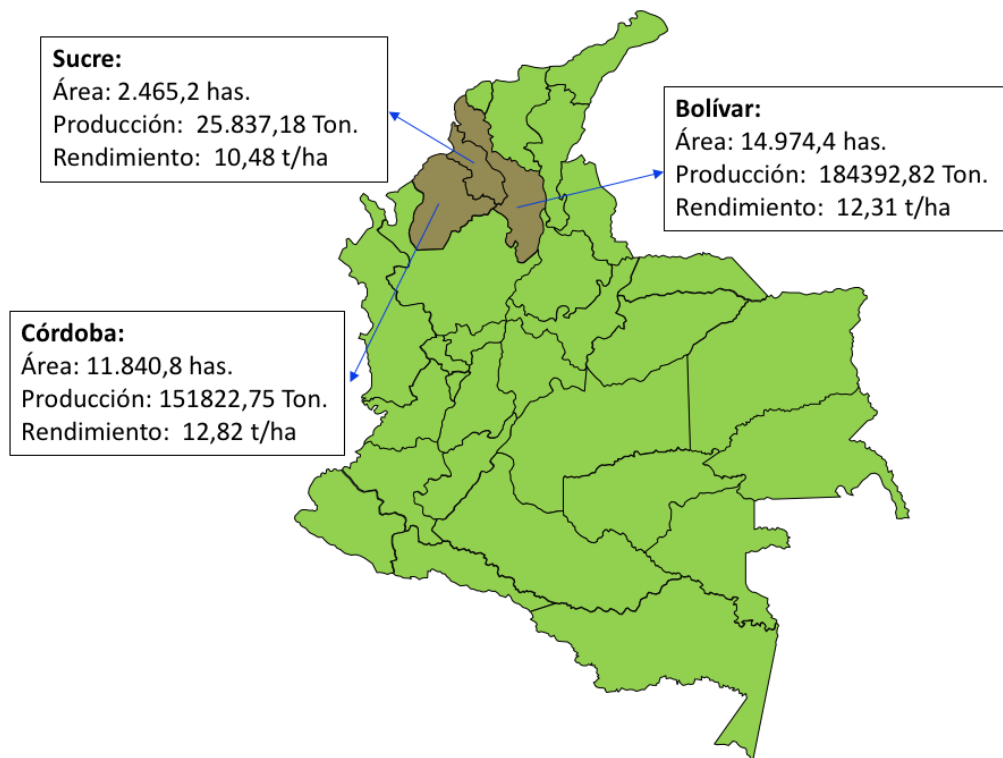 Sucre:
Área: 2.465,2 has.
Producción: 25.837,18 Ton.
Rendimiento: 10,48 t/ha
Bolívar:
Área: 14.974,4 has.
Producción: 184392,82 Ton.
Rendimiento: 12,31 t/ha
Córdoba:
Área: 11.840,8 has.
Producción: 151822,75 Ton.
Rendimiento: 12,82 t/ha